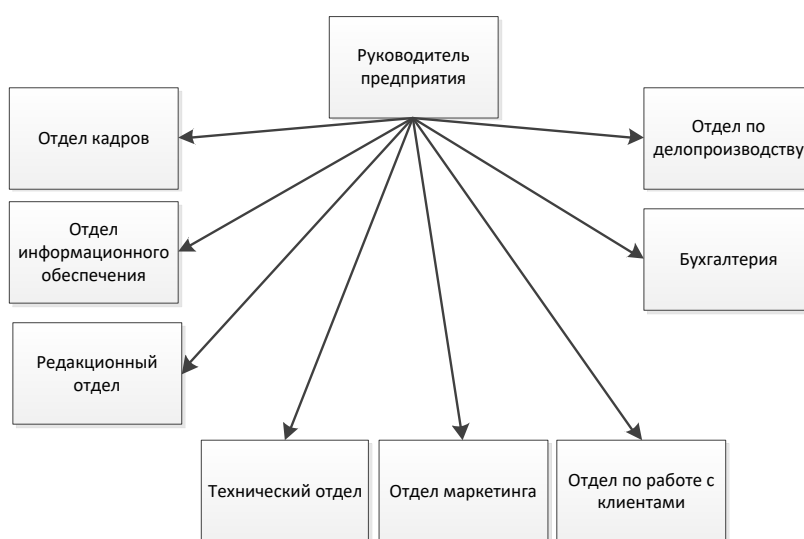 Руководитель
предприятия
Отдел кадров
Отдел по
делопроизводству
Отдел
информационного
обеспечения
Бухгалтерия
Редакционный
отдел
Технический отдел
Отдел маркетинга
Отдел по работе с
клиентами